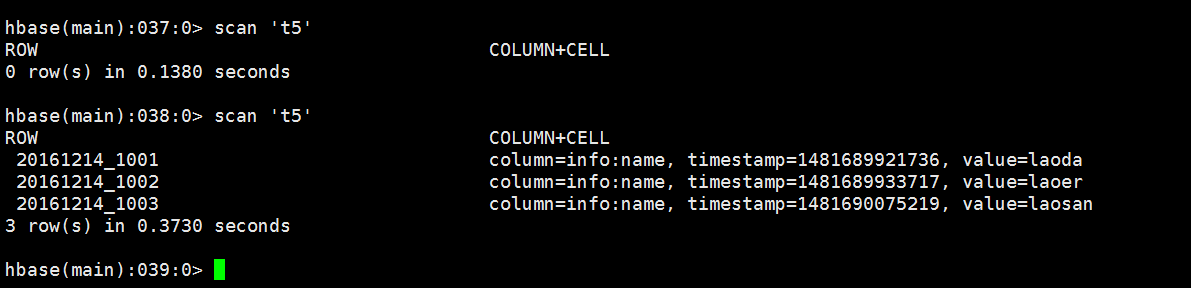 hbase(main):037:0> scan 't5'
ROW COLUMN+CELL
0 row(s) in 0.1380 seconds
hbase(main):038:0> scan 't5'
ROW COLUMN+CELL
20161214_1001 column=info:name, timestamp=1481689921736, value=laoda
20161214_1002 column=info:name, timestamp=1481689933717, value=laoer
20161214_1003 column=info:name, timestamp=1481690075219, value=laosan
3 row(s) in 0.3730 seconds
hbase(main):039:0>